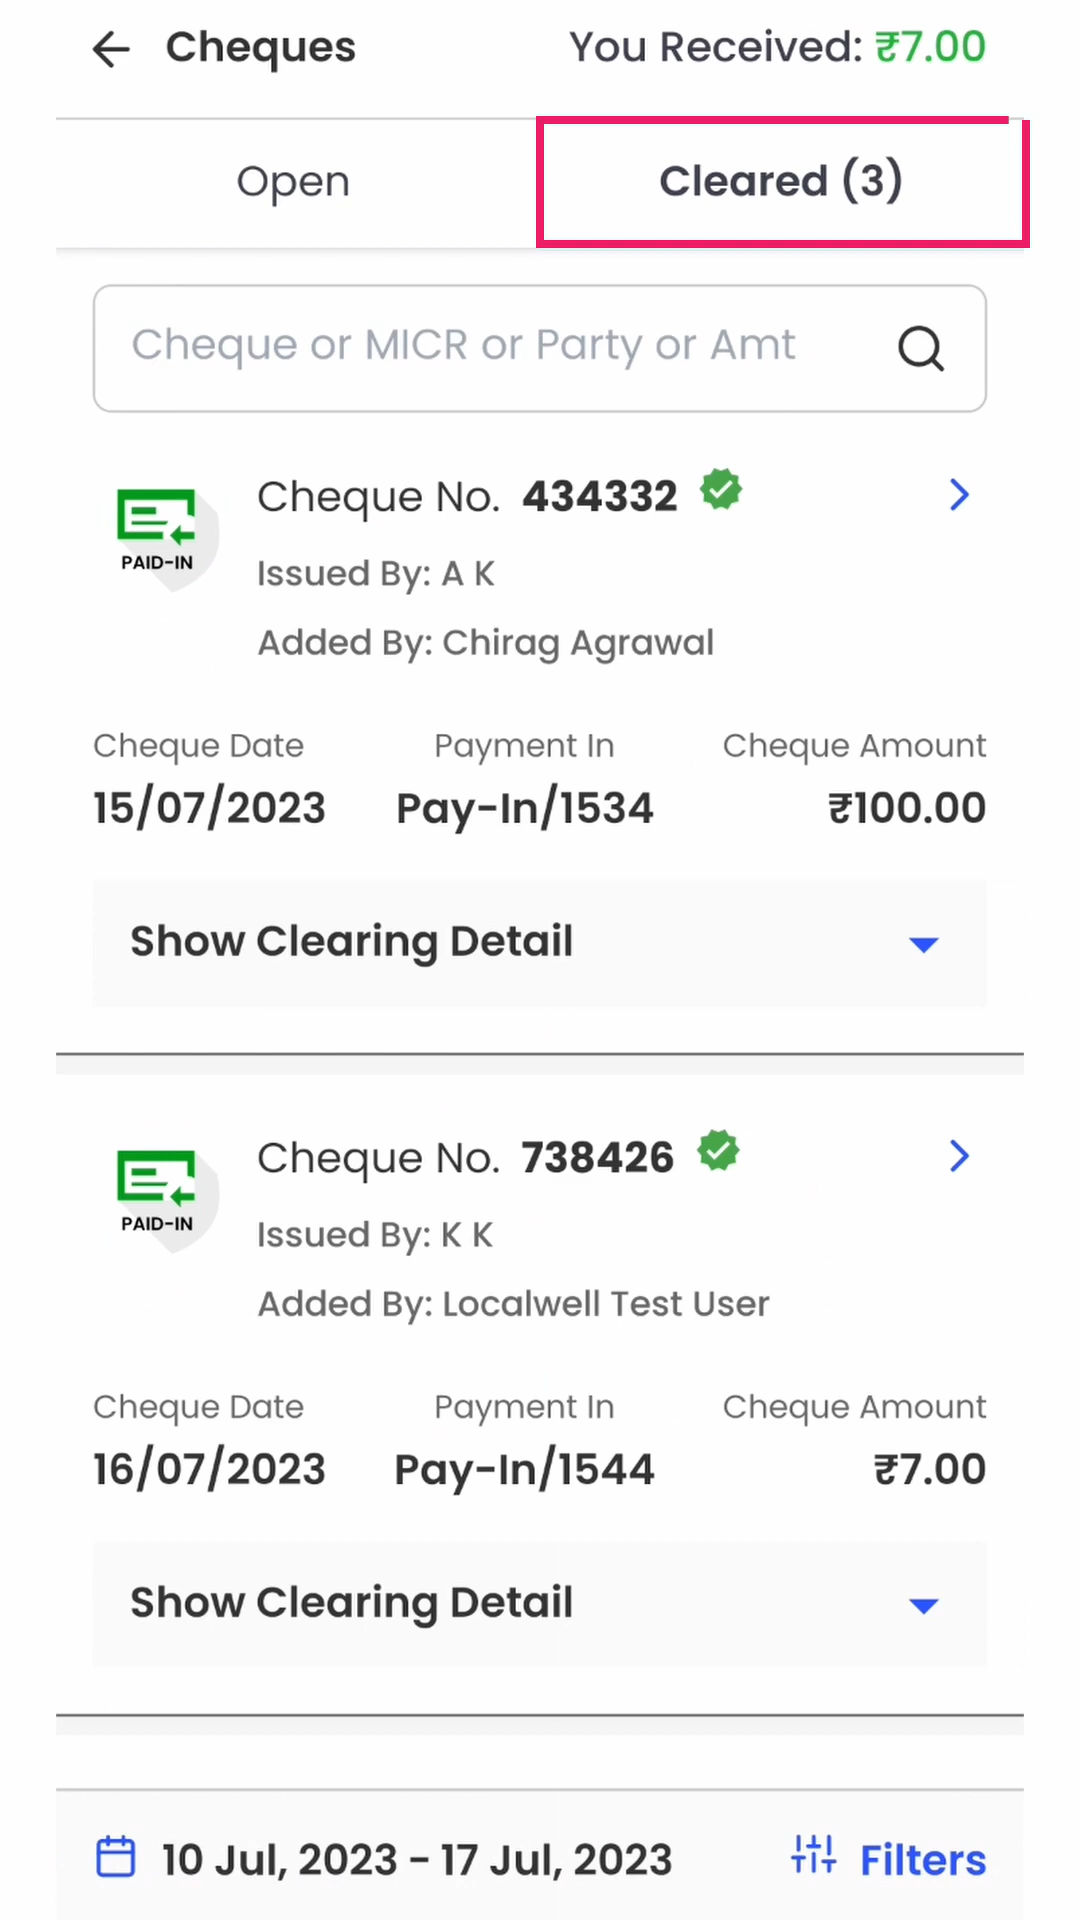 Cheques You Received: ₹7.00
Open Cleared (3)
Cheque or MICR or Party or Amt
Cheque No. 434332
PAID-IN
Issued By: A K
Added By: Chirag Agrawal
Cheque Date Payment In Cheque Amount
15/07/2023 Pay-In/1534 ₹100.00
Show Clearing Detail
Cheque No. 738426
PAID-IN
Issued By: K K
Added By: Localwell Test User
Cheque Date Payment In Cheque Amount
16/07/2023 Pay-In/1544 ₹7.00
Show Clearing Detail
10 Jul, 2023 - 17 Jul, 2023 Filters